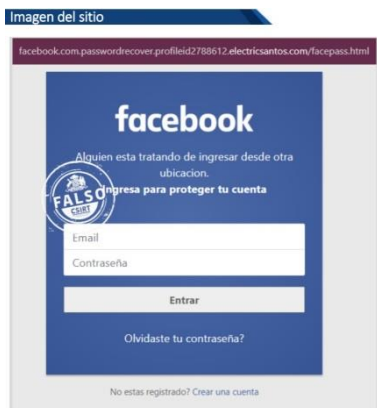 Imagen del sitio
facebook.com.passwordrecover.profileid2788612.electricsantos.com/facepass.html
facebook
Alguien esta tratando de ingresar desde otra
ubicacion.
Ingresa para proteger tu cuenta
FALSO
CSIRT
Email
Contraseña
Entrar
Olvidaste tu contraseña?
No estas registrado? Crear una cuenta